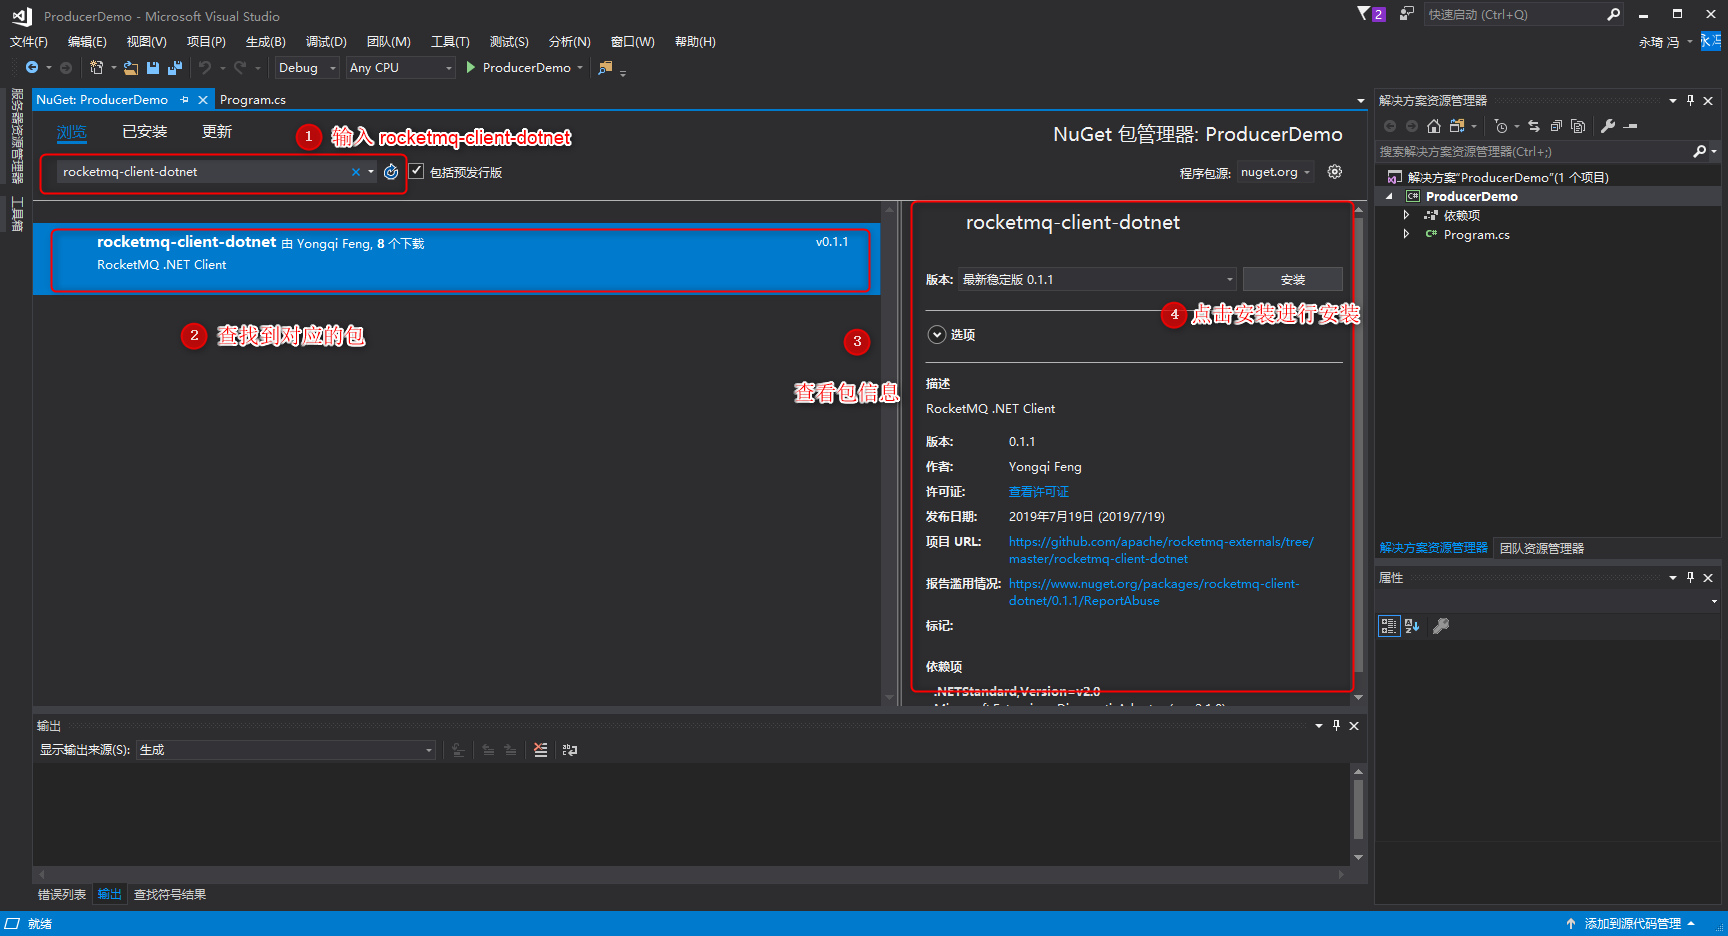 ProducerDemo - Microsoft Visual Studio
2
快速启动 (Ctrl+Q)
文件(F) 编辑(E) 视图(V) 项目(P) 生成(B) 调试(D) 团队(M) 工具(T) 测试(S) 分析(N) 窗口(W) 帮助(H)
永琦 冯
Debug Any CPU ProducerDemo
服务器资源管理器
工具箱
NuGet: ProducerDemo Program.cs
浏览 已安装 更新
1 输入 rocketmq-client-dotnet
NuGet 包管理器: ProducerDemo
rocketmq-client-dotnet
包括预发行版
程序包源: nuget.org
rocketmq-client-dotnet 由 Yongqi Feng, 8 个下载 v0.1.1
RocketMQ .NET Client
2 查找到对应的包
3
查看包信息
rocketmq-client-dotnet
版本: 最新稳定版 0.1.1 安装
4 点击安装进行安装
选项
描述
RocketMQ .NET Client
版本: 0.1.1
作者: Yongqi Feng
许可证: 查看许可证
发布日期: 2019年7月19日 (2019/7/19)
项目 URL: https://github.com/apache/rocketmq-externals/tree/
master/rocketmq-client-dotnet
报告滥用情况: https://www.nuget.org/packages/rocketmq-client-
dotnet/0.1.1/ReportAbuse
标记:
依赖项
.NETStandard,Version=v2.0
解决方案资源管理器
搜索解决方案资源管理器(Ctrl+;)
解决方案"ProducerDemo"(1 个项目)
C# ProducerDemo
依赖项
C# Program.cs
解决方案资源管理器 团队资源管理器
属性
输出
显示输出来源(S): 生成
错误列表 输出 查找符号结果
就绪
添加到源代码管理